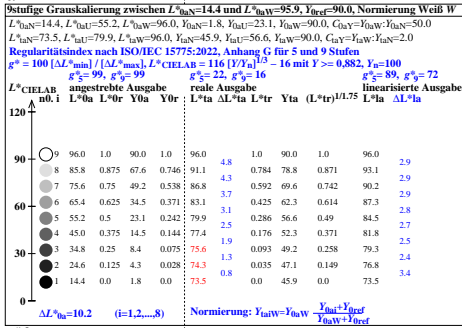 9stufige Grauskalierung zwischen L*0aN=14.4 und L*0aW=95.9, Y0ref=90.0, Normierung Weiß W
L*0aN=14.4, L*0aU=55.2, L*0aW=96.0, Y0aN=1.8, Y0aU=23.1, Y0aW=90.0, C0aY=Y0aW:Y0aN=50.0
L*taN=73.5, L*taU=79.9, L*taW=96.0, YtaN=45.9, YtaU=56.6, YtaW=90.0, CtaY=YtaW:YtaN=2.0
Regularitätsindex nach ISO/IEC 15775:2022, Anhang G für 5 und 9 Stufen
g* = 100 [ΔL*min] / [ΔL*max], L*CIELAB = 116 [Y/Yn]1/3 − 16 mit Y >= 0,882, Yn=100
g*5= 99, g*9= 99 g*5= 22, g*9= 16 g*5= 89, g*9= 72
L*CIELAB angestrebte Ausgabe reale Ausgabe linearisierte Ausgabe
n0. i L*0a L*0r Y0a Y0r L*ta ΔL*ta L*tr Yta (L*tr)1/1.75 L*la ΔL*la
120
9 96.0 1.0 90.0 1.0 96.0 1.0 90.0 1.0 96.0
4.8 2.9
8 85.8 0.875 67.6 0.746 91.1 0.784 78.8 0.871 93.1
90
4.3 2.9
7 75.6 0.75 49.2 0.538 86.8 0.592 69.6 0.742 90.2
3.7 2.9
6 65.4 0.625 34.5 0.371 83.1 0.425 62.3 0.614 87.3
3.1 2.7
60
5 55.2 0.5 23.1 0.242 79.9 0.286 56.6 0.49 84.5
2.5 2.7
4 45.0 0.375 14.5 0.144 77.4 0.176 52.3 0.371 81.8
1.9 2.5
3 34.8 0.25 8.4 0.075 75.6 0.093 49.2 0.258 79.3
30
1.3 2.4
2 24.6 0.125 4.3 0.028 74.3 0.035 47.1 0.149 76.8
0.8 3.4
1 14.4 0.0 1.8 0.0 73.5 0.0 45.9 0.0 73.5
0
ΔL*0a=10.2 (i=1,2,...,8) Normierung: YtaiW=Y0aW (Y0ai+Y0ref)/(Y0aW+Y0ref)